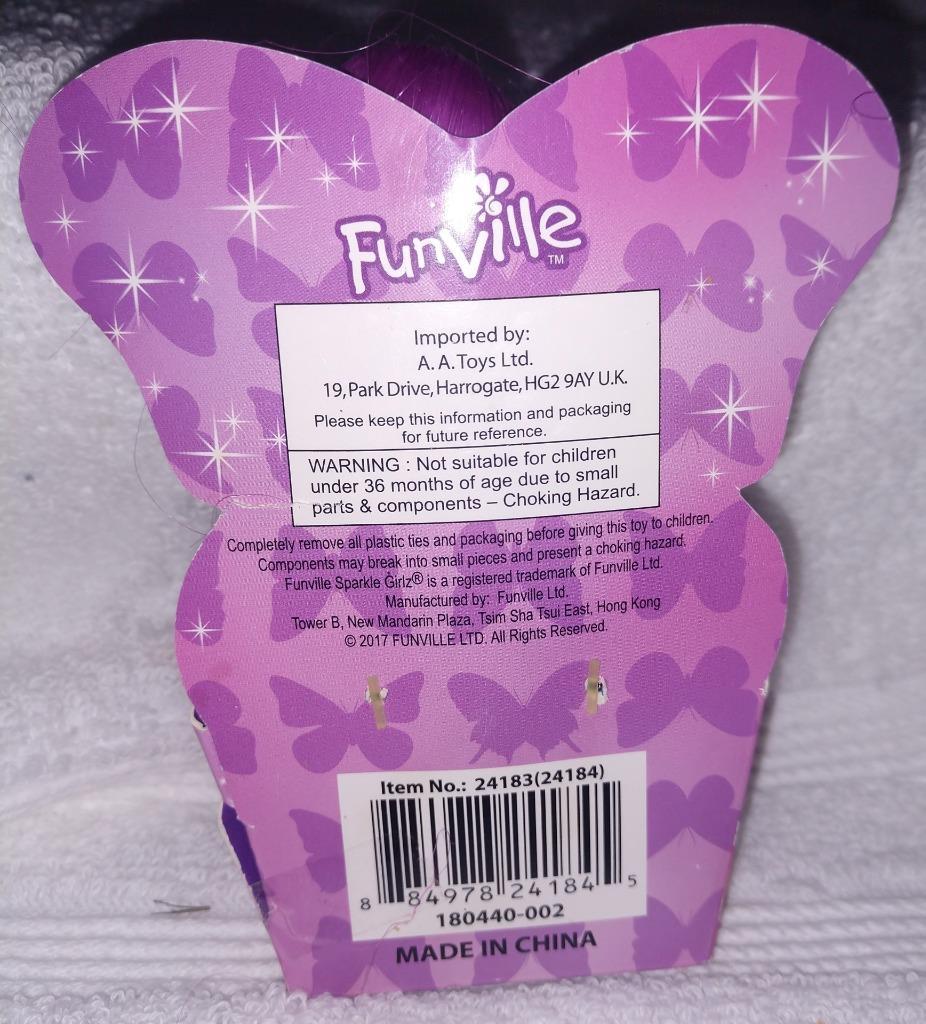 Funville
TM
Imported by:
A. A. Toys Ltd.
19, Park Drive, Harrogate, HG2 9AY U.K.
Please keep this information and packaging
for future reference.
WARNING : Not suitable for children
under 36 months of age due to small
parts & components – Choking Hazard.
Completely remove all plastic ties and packaging before giving this toy to children.
Components may break into small pieces and present a choking hazard.
Funville Sparkle Girlz® is a registered trademark of Funville Ltd.
Manufactured by: Funville Ltd.
Tower B, New Mandarin Plaza, Tsim Sha Tsui East, Hong Kong
© 2017 FUNVILLE LTD. All Rights Reserved.
Item No.: 24183(24184)
8 84978 24184 5
180440-002
MADE IN CHINA